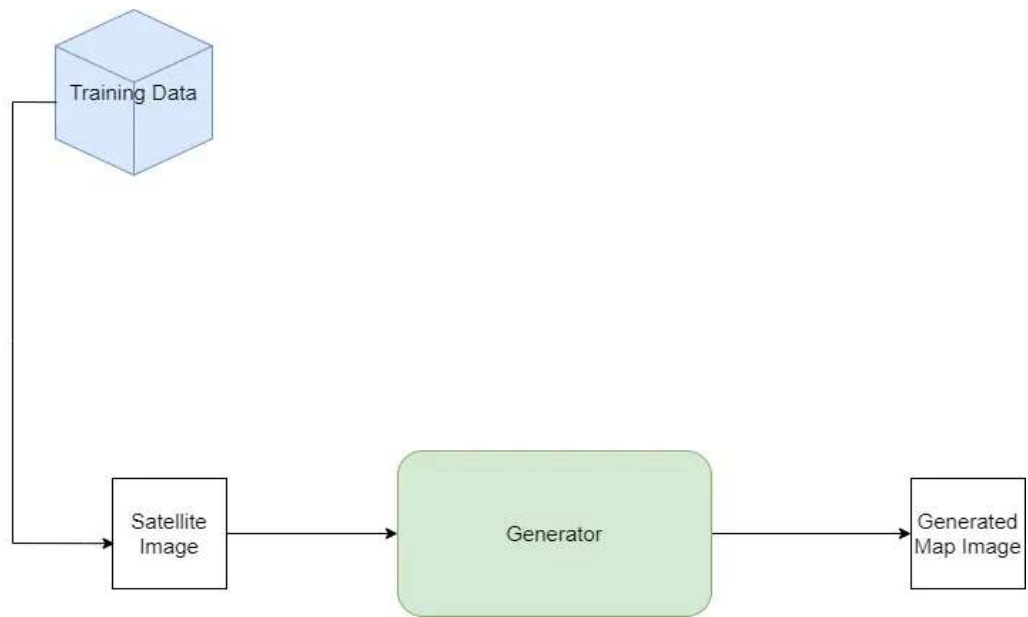 Training Data
Satellite
Image
Generator
Generated
Map Image